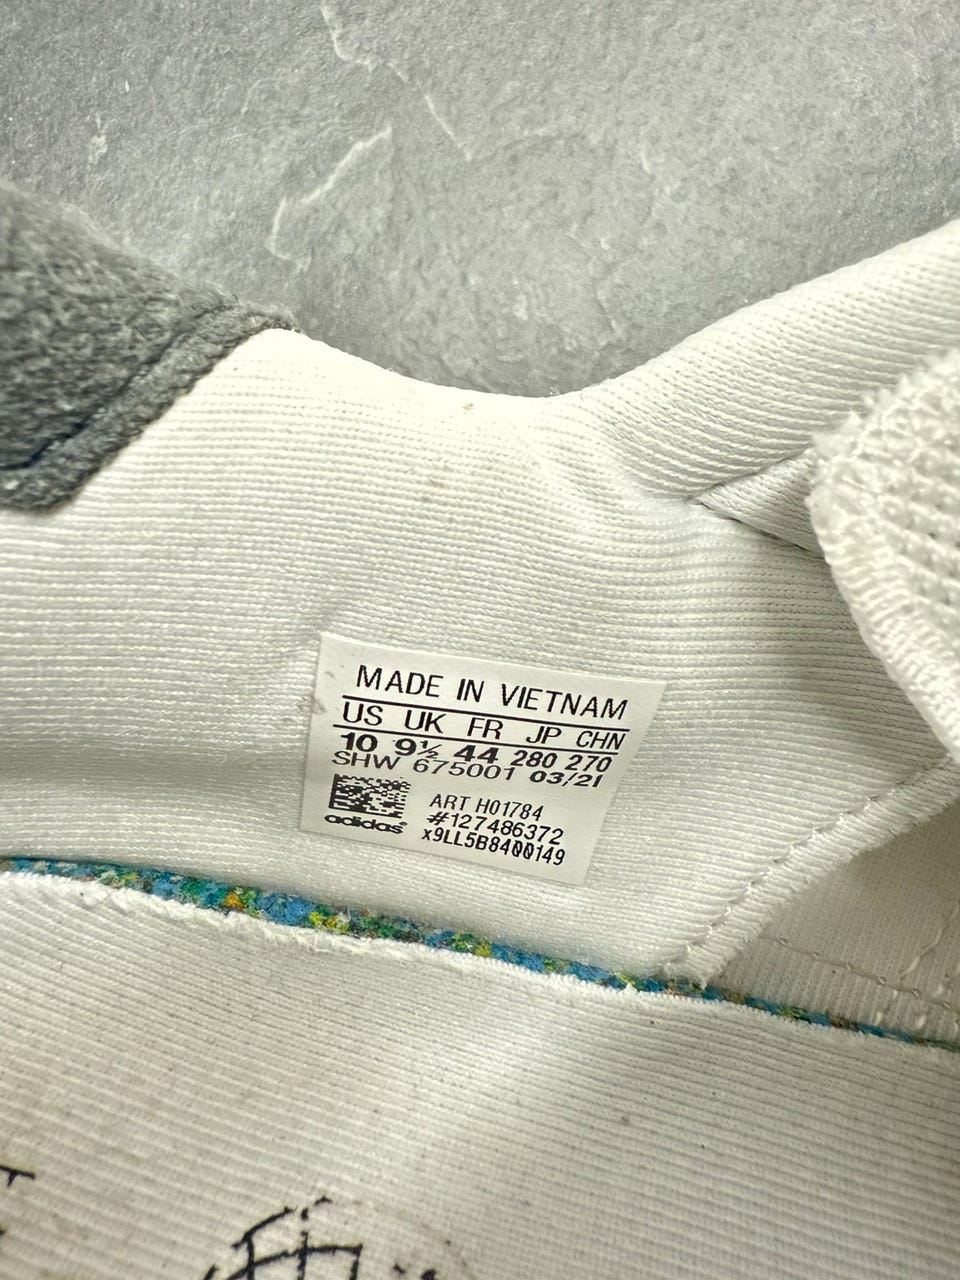 MADE IN VIETNAM
US UK FR JP CHN
10 9½ 44 280 270
SHW 675001 03/21
ART H01784
#127486372
x9LL5B8400149
adidas®